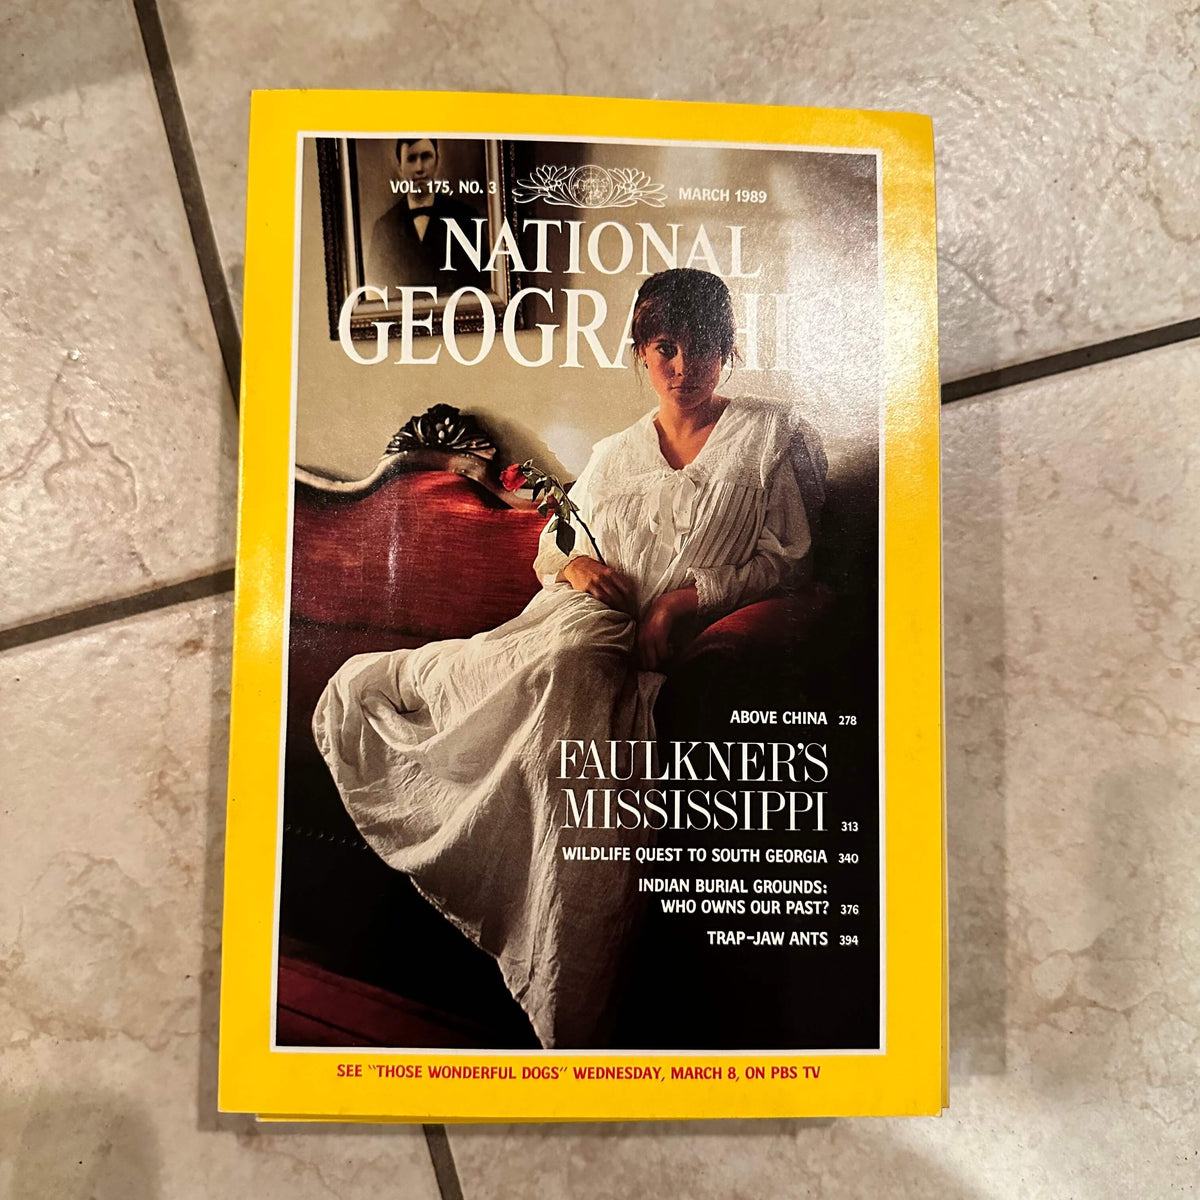 VOL. 175, NO. 3
MARCH 1989
NATIONAL
GEOGRAPHIC
ABOVE CHINA 278
FAULKNER'S
MISSISSIPPI 313
WILDLIFE QUEST TO SOUTH GEORGIA 340
INDIAN BURIAL GROUNDS:
WHO OWNS OUR PAST? 376
TRAP-JAW ANTS 394
SEE "THOSE WONDERFUL DOGS" WEDNESDAY, MARCH 8, ON PBS TV